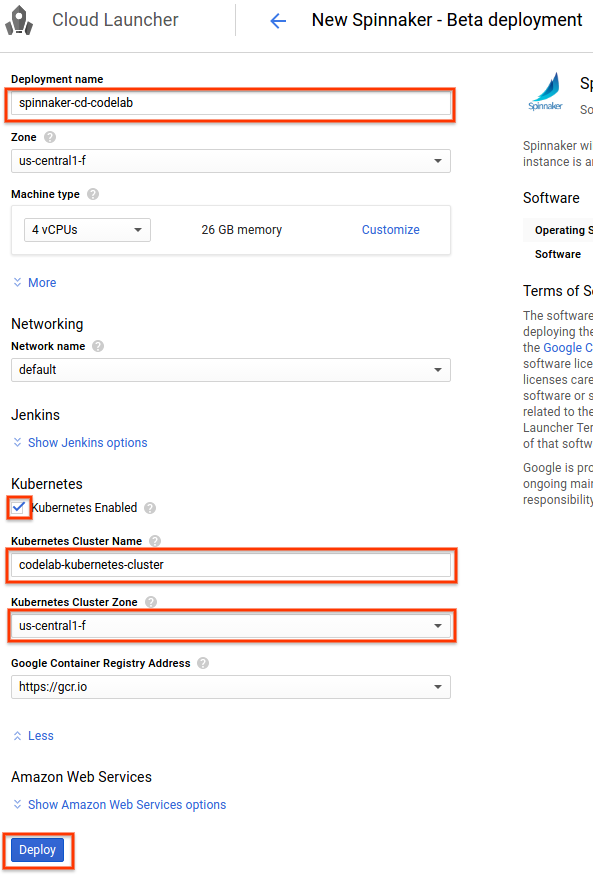 Cloud Launcher
New Spinnaker - Beta deployment
Deployment name
spinnaker-cd-codelab
Zone
us-central1-f
Machine type
4 vCPUs
26 GB memory
Customize
More
Networking
Network name
default
Jenkins
Show Jenkins options
Kubernetes
Kubernetes Enabled
Kubernetes Cluster Name
codelab-kubernetes-cluster
Kubernetes Cluster Zone
us-central1-f
Google Container Registry Address
https://gcr.io
Less
Amazon Web Services
Show Amazon Web Services options
Deploy
Spinnaker
Sp
So
Spinnaker wi
instance is a
Software
Operating S
Software
Terms of S
The software
deploying the
the Google C
software lice
licenses care
software or s
related to the
Launcher Ter
of that softw
Google is pro
ongoing mai
responsibility